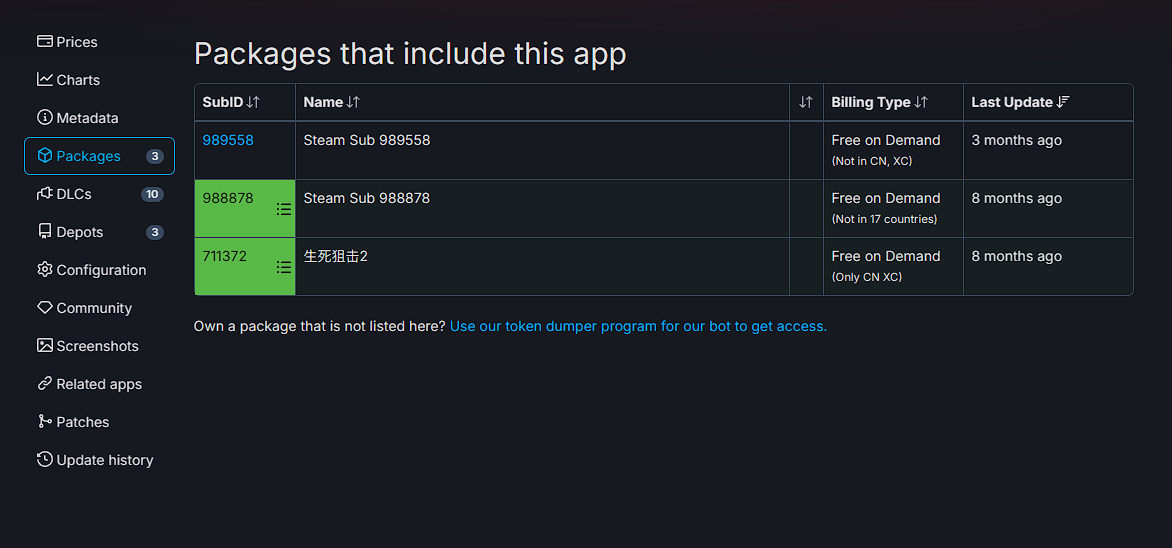 Prices
Charts
Metadata
Packages 3
DLCs 10
Depots 3
Configuration
Community
Screenshots
Related apps
Patches
Update history
Packages that include this app
SubID Name Billing Type Last Update
989558 Steam Sub 989558 Free on Demand 3 months ago
(Not in CN, XC)
988878 Steam Sub 988878 Free on Demand 8 months ago
(Not in 17 countries)
711372 生死狙击2 Free on Demand 8 months ago
(Only CN XC)
Own a package that is not listed here? Use our token dumper program for our bot to get access.